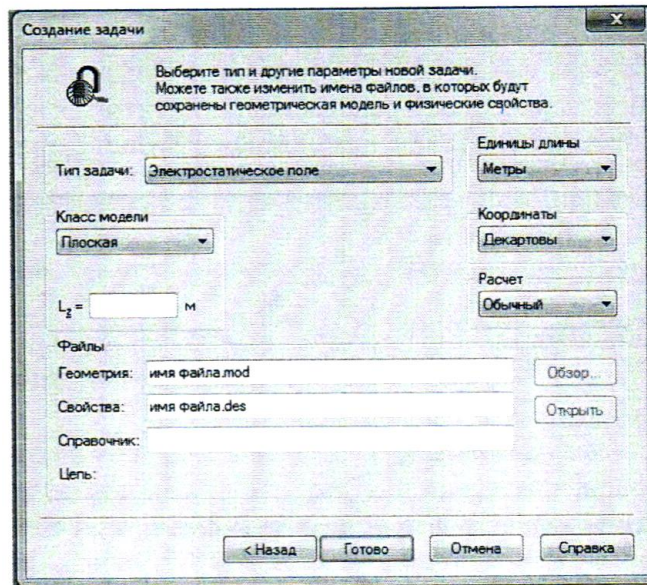 Создание задачи
x
Выберите тип и другие параметры новой задачи.
Можете также изменить имена файлов, в которых будут
сохранены геометрическая модель и физические свойства.
Тип задачи: Электростатическое поле
Единицы длины
Метры
Класс модели
Плоская
Координаты
Декартовы
Lz = м
Расчет
Обычный
Файлы
Геометрия: имя файла.mod Обзор...
Свойства: имя файла.des Открыть
Справочник:
Цепь:
< Назад Готово Отмена Справка